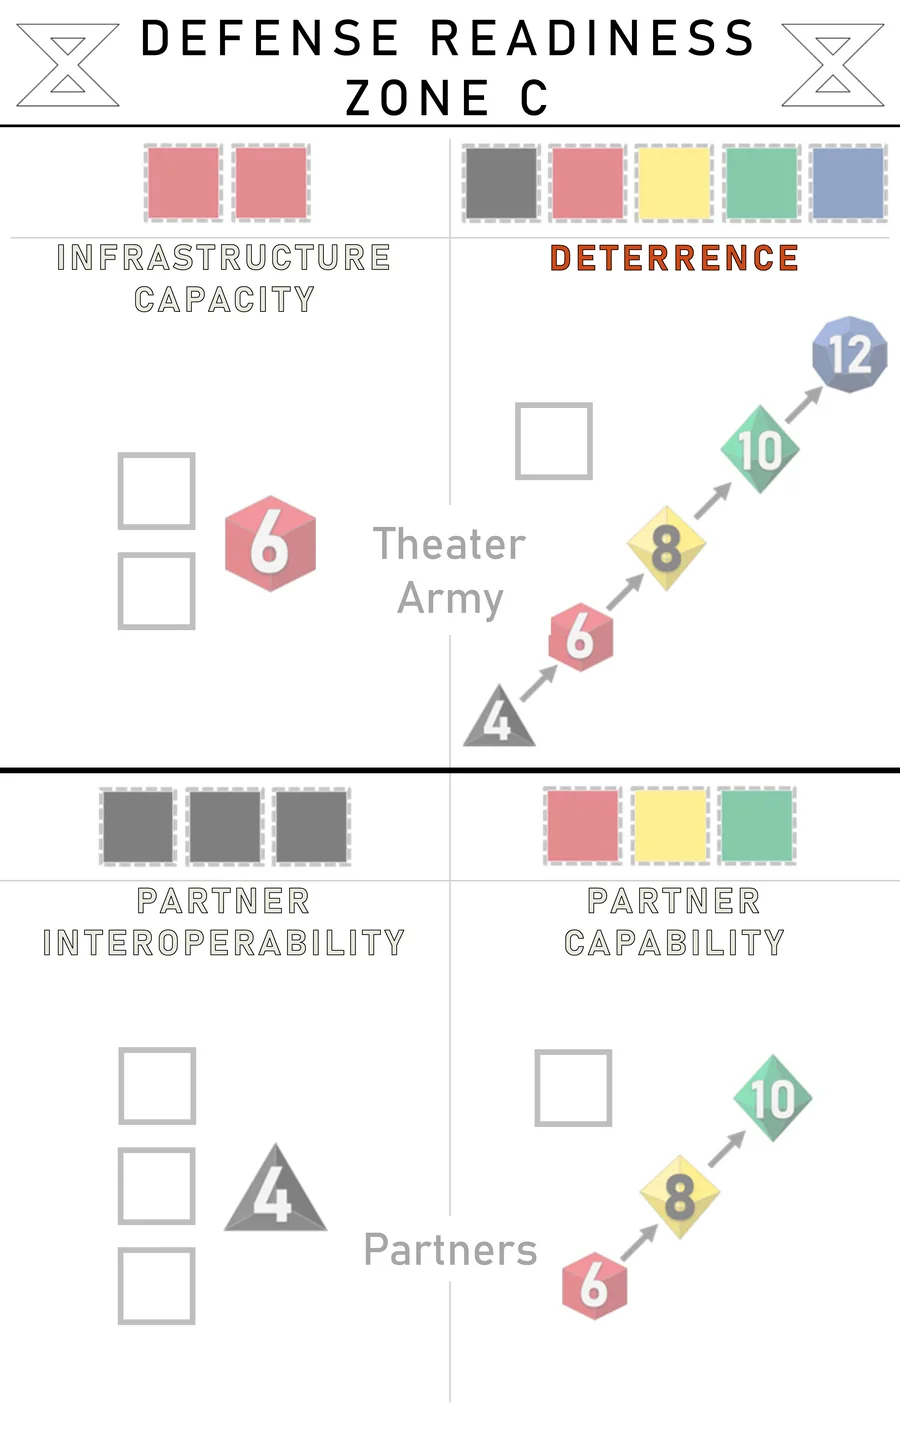 DEFENSE READINESS
ZONE C
INFRASTRUCTURE
CAPACITY
DETERRENCE
12
10
8
6
4
6
Theater
Army
PARTNER
INTEROPERABILITY
PARTNER
CAPABILITY
4
10
8
6
Partners